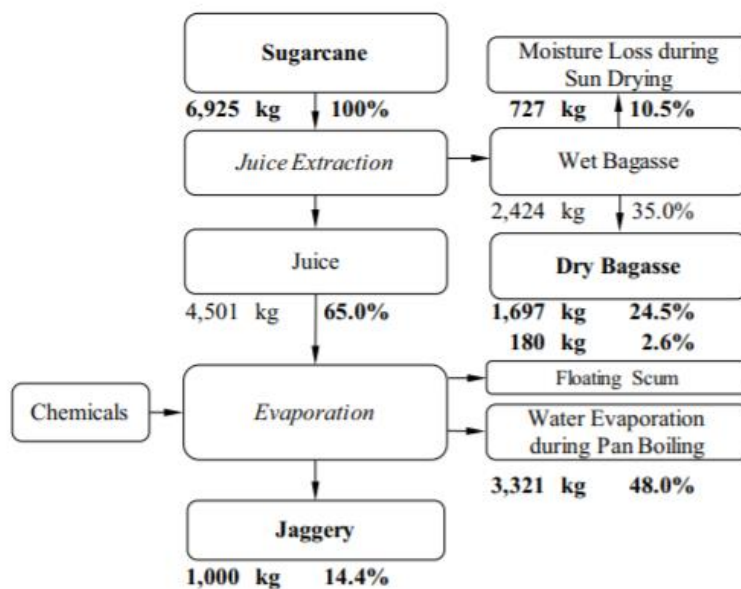 Sugarcane
6,925 kg 100%
Moisture Loss during
Sun Drying
727 kg 10.5%
Juice Extraction
Wet Bagasse
2,424 kg 35.0%
Juice
4,501 kg 65.0%
Dry Bagasse
1,697 kg 24.5%
180 kg 2.6%
Floating Scum
Chemicals
Evaporation
Water Evaporation
during Pan Boiling
3,321 kg 48.0%
Jaggery
1,000 kg 14.4%